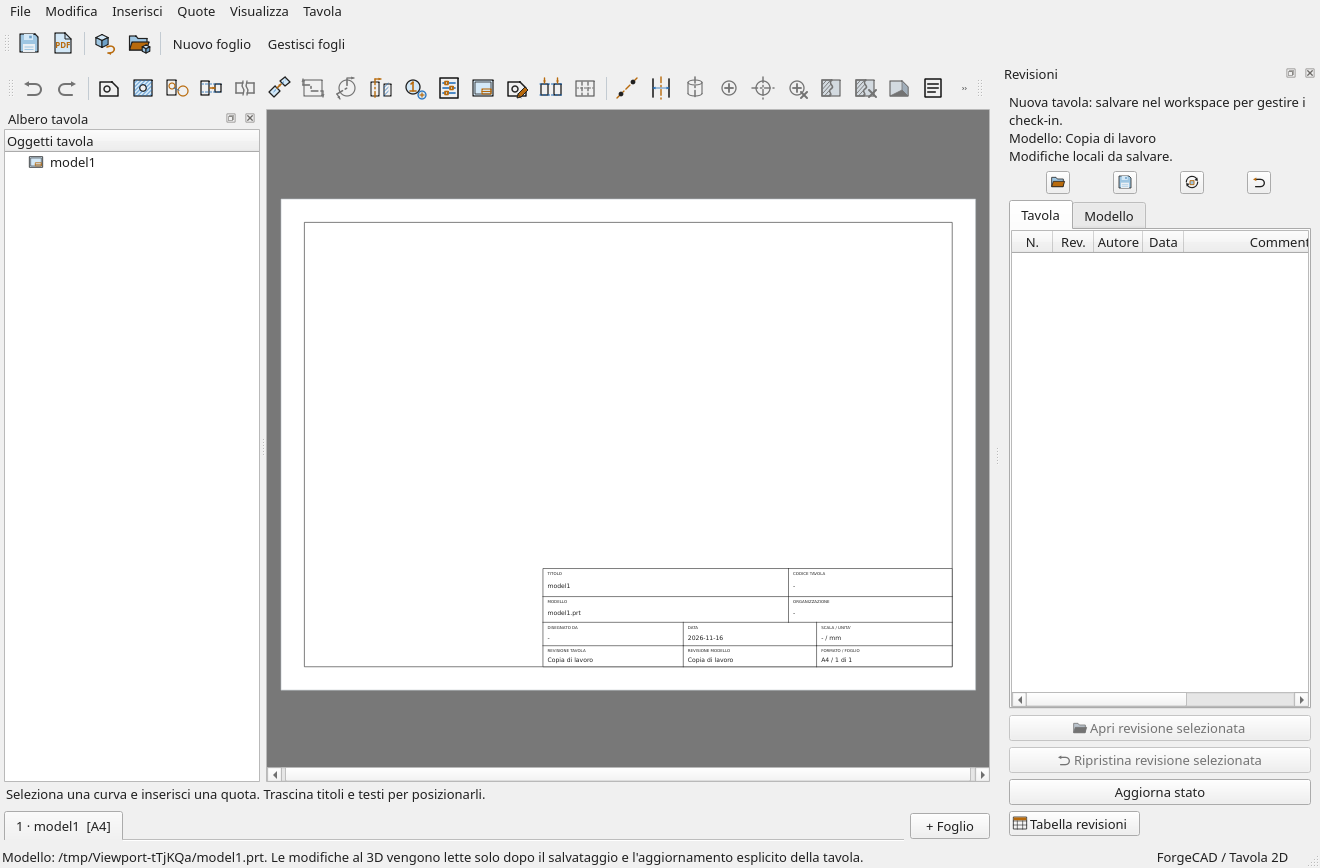 File Modifica Inserisci Quote Visualizza Tavola
PDF
Nuovo foglio Gestisci fogli
1
Albero tavola
Oggetti tavola
model1
TITOLO
model1
CODICE TAVOLA
-
MODELLO
model1.prt
ORGANIZZAZIONE
-
DISEGNATO DA
-
DATA
2026-11-16
SCALA / UNITA'
- / mm
REVISIONE TAVOLA
Copia di lavoro
REVISIONE MODELLO
Copia di lavoro
FORMATO / FOGLIO
A4 / 1 di 1
Seleziona una curva e inserisci una quota. Trascina titoli e testi per posizionarli.
1 · model1 [A4]
+ Foglio
Revisioni
Nuova tavola: salvare nel workspace per gestire i
check-in.
Modello: Copia di lavoro
Modifiche locali da salvare.
Tavola Modello
N. Rev. Autore Data Comment
Apri revisione selezionata
Ripristina revisione selezionata
Aggiorna stato
Tabella revisioni
Modello: /tmp/Viewport-tTjKQa/model1.prt. Le modifiche al 3D vengono lette solo dopo il salvataggio e l'aggiornamento esplicito della tavola.
ForgeCAD / Tavola 2D